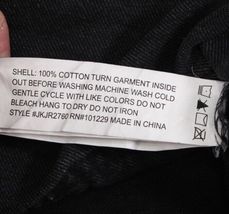 SHELL: 100% COTTON TURN GARMENT INSIDE
OUT BEFORE WASHING MACHINE WASH COLD
GENTLE CYCLE WITH LIKE COLORS DO NOT
BLEACH HANG TO DRY DO NOT IRON
STYLE #JKJR2760 RN#101229 MADE IN CHINA